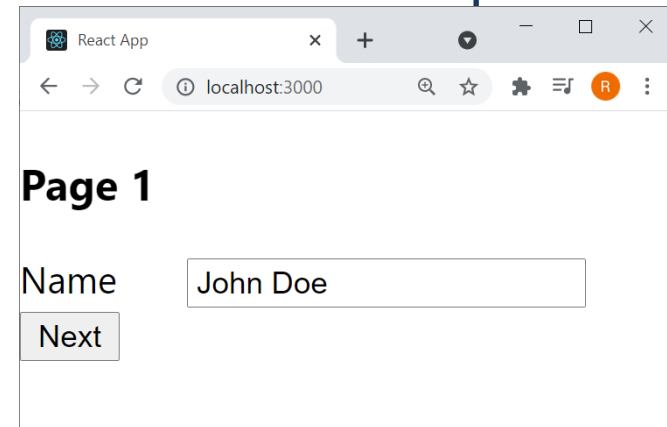 React App
localhost:3000
R
Page 1
Name John Doe
Next